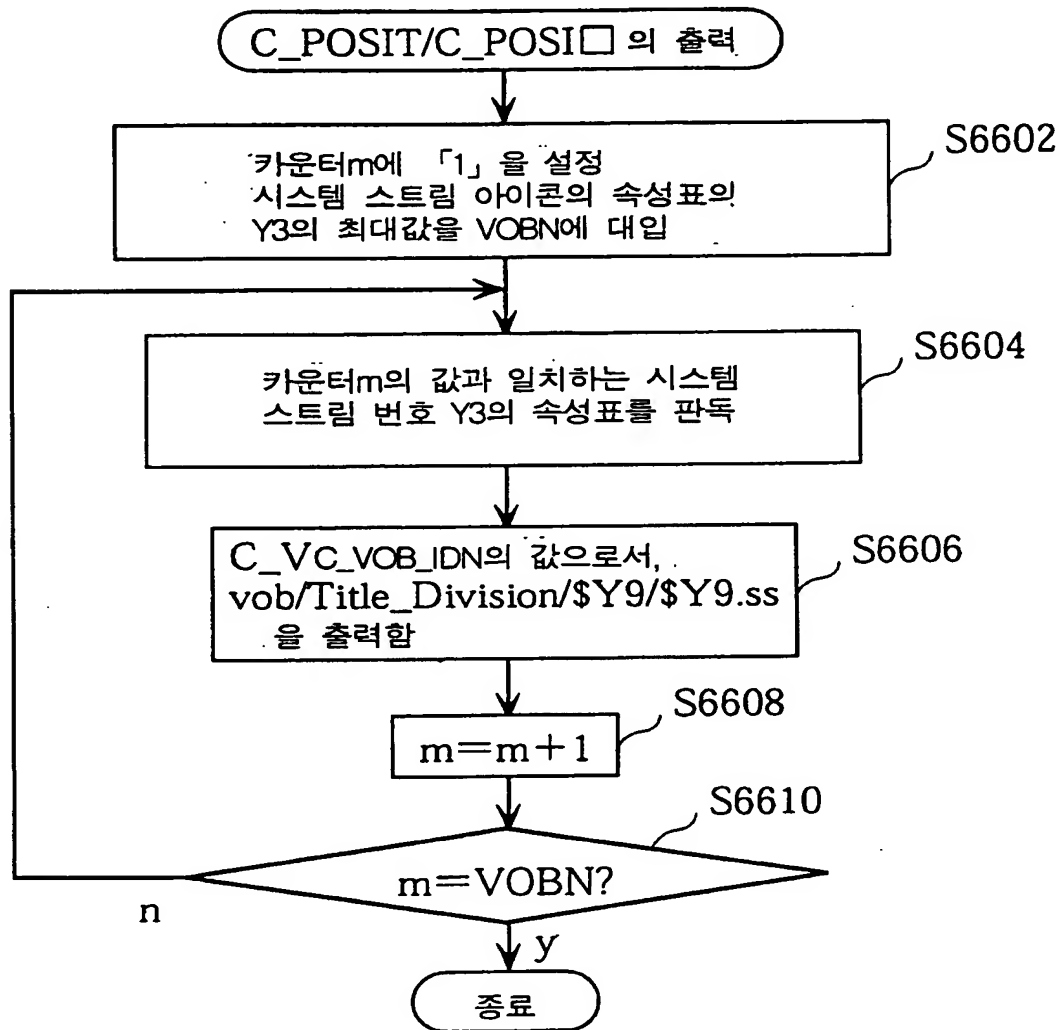 C_POSIT/C_POSI□ 의 출력
카운터m에 「1」을 설정
시스템 스트림 아이콘의 속성표의
Y3의 최대값을 VOBN에 대입
S6602
카운터m의 값과 일치하는 시스템
스트림 번호 Y3의 속성표를 판독
S6604
C_VC_VOB_IDN의 값으로서,
vob/Title_Division/$Y9/$Y9.ss
을 출력함
S6606
m=m+1
S6608
m=VOBN?
S6610
n
y
종료